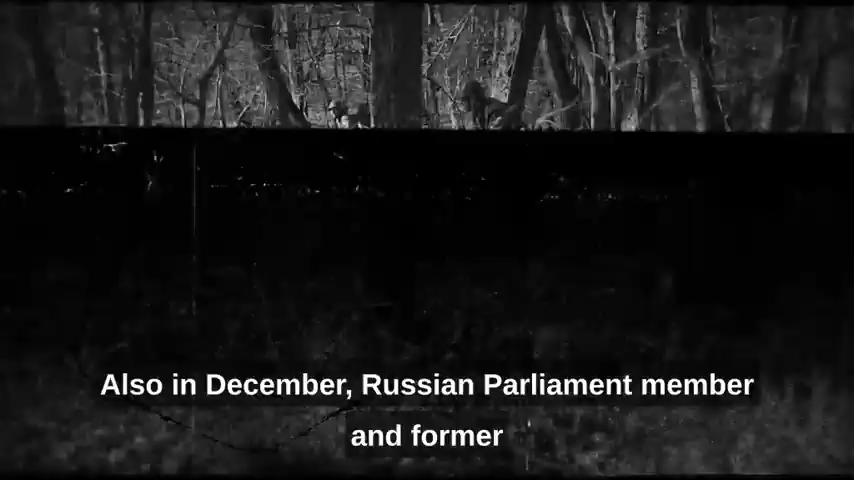 Also in December, Russian Parliament member
and former